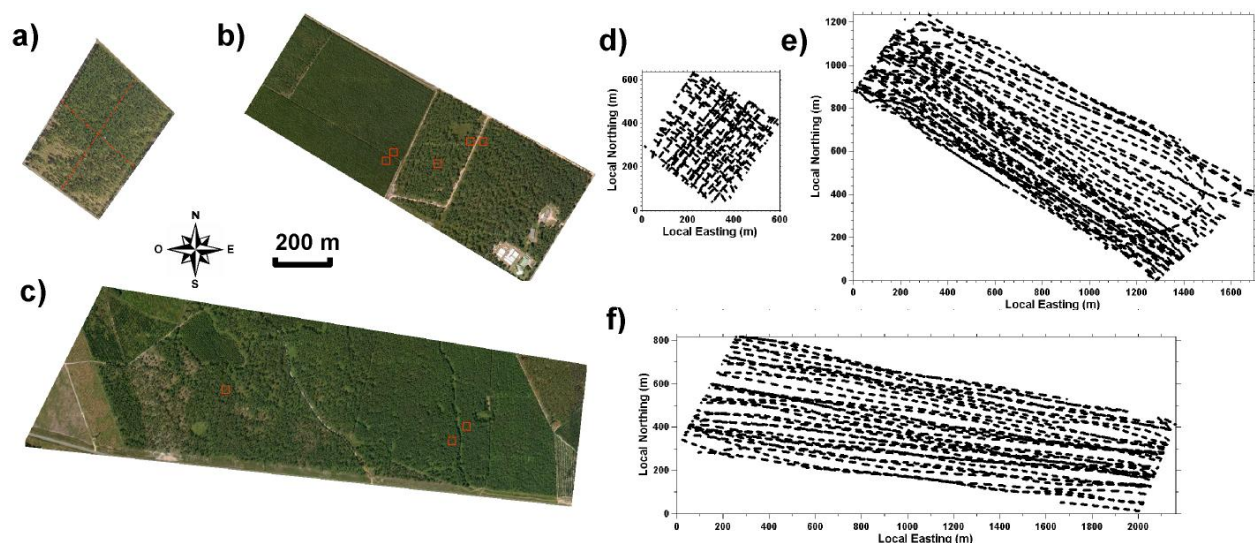 a)
b)
N
O E
S
200 m
c)
d)
Local Northing (m)
600
400
200
0
0 200 400 600
Local Easting (m)
e)
Local Northing (m)
1200
1000
800
600
400
200
0
0 200 400 600 800 1000 1200 1400 1600
Local Easting (m)
f)
Local Northing (m)
800
600
400
200
0
0 200 400 600 800 1000 1200 1400 1600 1800 2000
Local Easting (m)